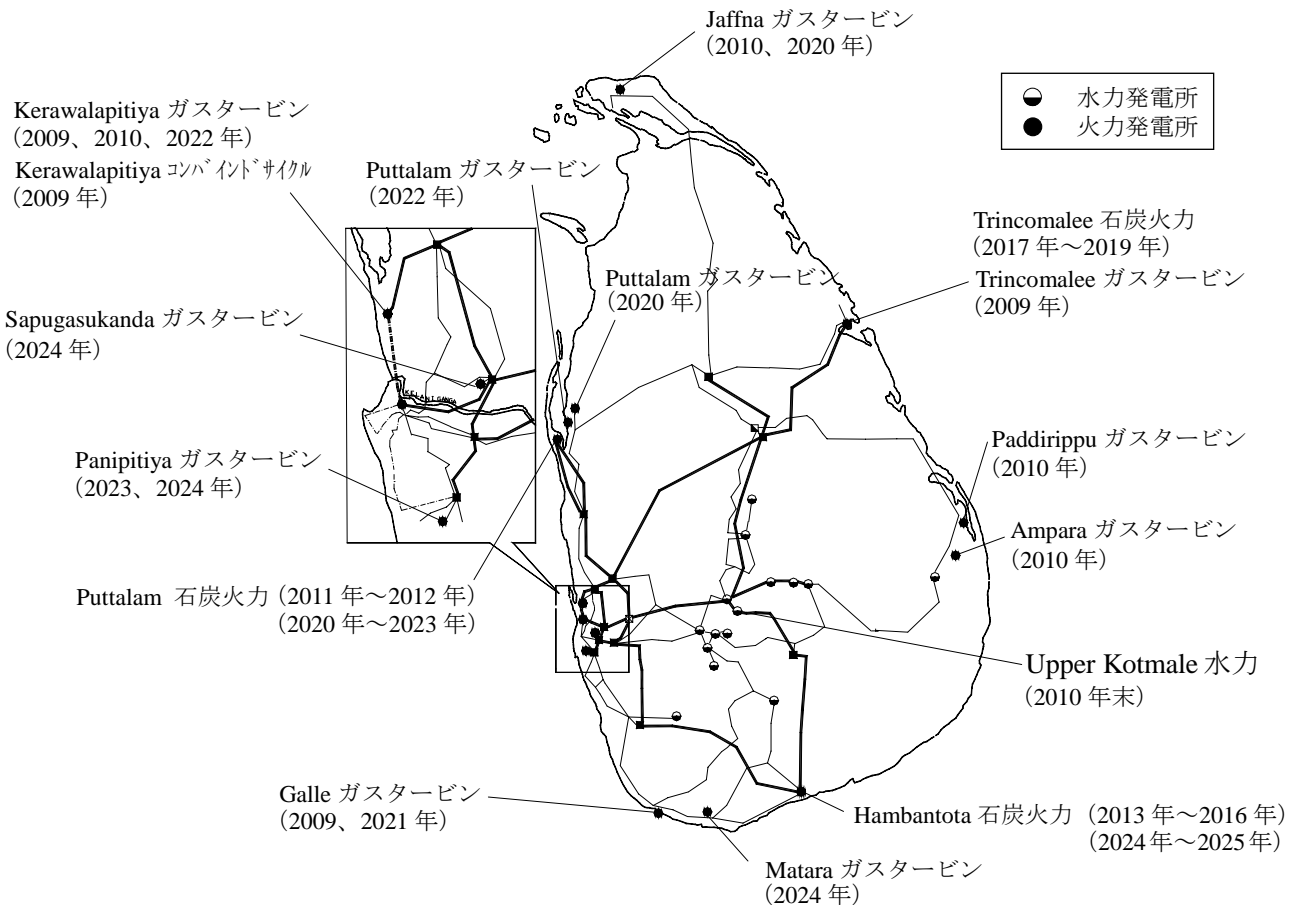 Jaffna ガスタービン
(2010、2020 年)
水力発電所
火力発電所
Kerawalapitiya ガスタービン
(2009、2010、2022 年)
Kerawalapitiya ｺﾝﾊﾞｲﾝﾄﾞｻｲｸﾙ
(2009 年)
Puttalam ガスタービン
(2022 年)
Trincomalee 石炭火力
(2017 年～2019 年)
Trincomalee ガスタービン
(2009 年)
Puttalam ガスタービン
(2020 年)
Sapugasukanda ガスタービン
(2024 年)
KELANI GANGA
Paddirippu ガスタービン
(2010 年)
Panipitiya ガスタービン
(2023、2024 年)
Ampara ガスタービン
(2010 年)
Puttalam 石炭火力 (2011 年～2012 年)
(2020 年～2023 年)
Upper Kotmale 水力
(2010 年末)
Galle ガスタービン
(2009、2021 年)
Hambantota 石炭火力 (2013 年～2016 年)
(2024 年～2025 年)
Matara ガスタービン
(2024 年)